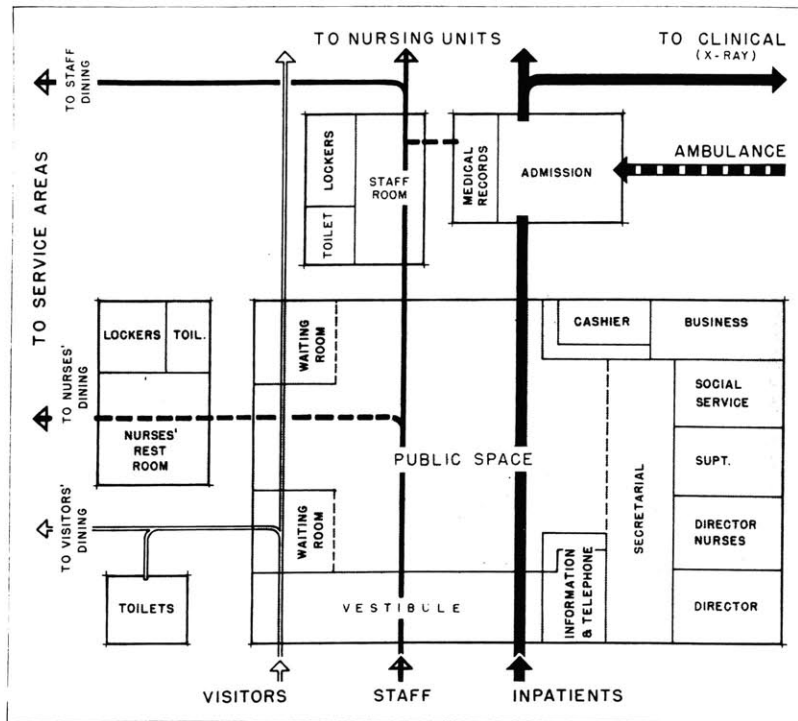 TO NURSING UNITS
TO CLINICAL
(X-RAY)
TO STAFF
DINING
AMBULANCE
LOCKERS
TOILET
STAFF
ROOM
MEDICAL
RECORDS
ADMISSION
TO SERVICE AREAS
LOCKERS
TOIL.
NURSES'
REST
ROOM
TO NURSES'
DINING
WAITING
ROOM
CASHIER
BUSINESS
SOCIAL
SERVICE
SUPT.
DIRECTOR
NURSES
DIRECTOR
SECRETARIAL
PUBLIC SPACE
WAITING
ROOM
TO VISITORS'
DINING
TOILETS
VESTIBULE
INFORMATION
& TELEPHONE
VISITORS
STAFF
INPATIENTS